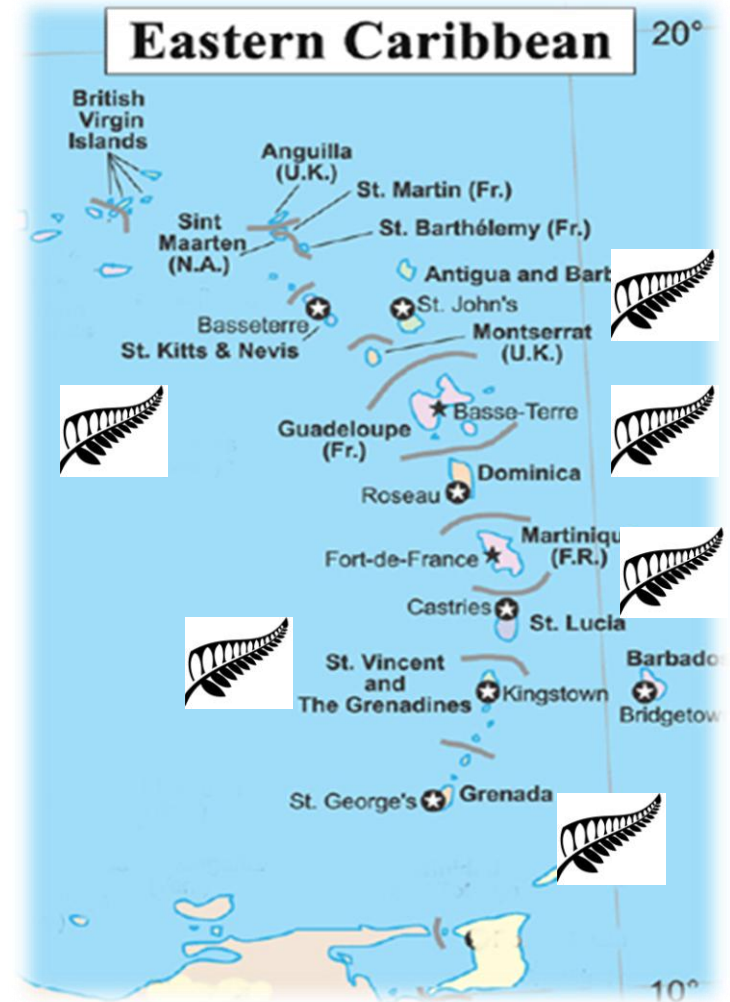 Eastern Caribbean
20°
British
Virgin
Islands
Anguilla
(U.K.)
St. Martin (Fr.)
Sint
Maarten
(N.A.)
St. Barthélemy (Fr.)
Antigua and Barb
St. John's
Basseterre
St. Kitts & Nevis
Montserrat
(U.K.)
Basse-Terre
Guadeloupe
(Fr.)
Dominica
Roseau
Martiniqu
(F.R.)
Fort-de-France
Castries
St. Lucia
St. Vincent
and
The Grenadines
Kingstown
Barbados
Bridgetow
St. George's
Grenada
10°